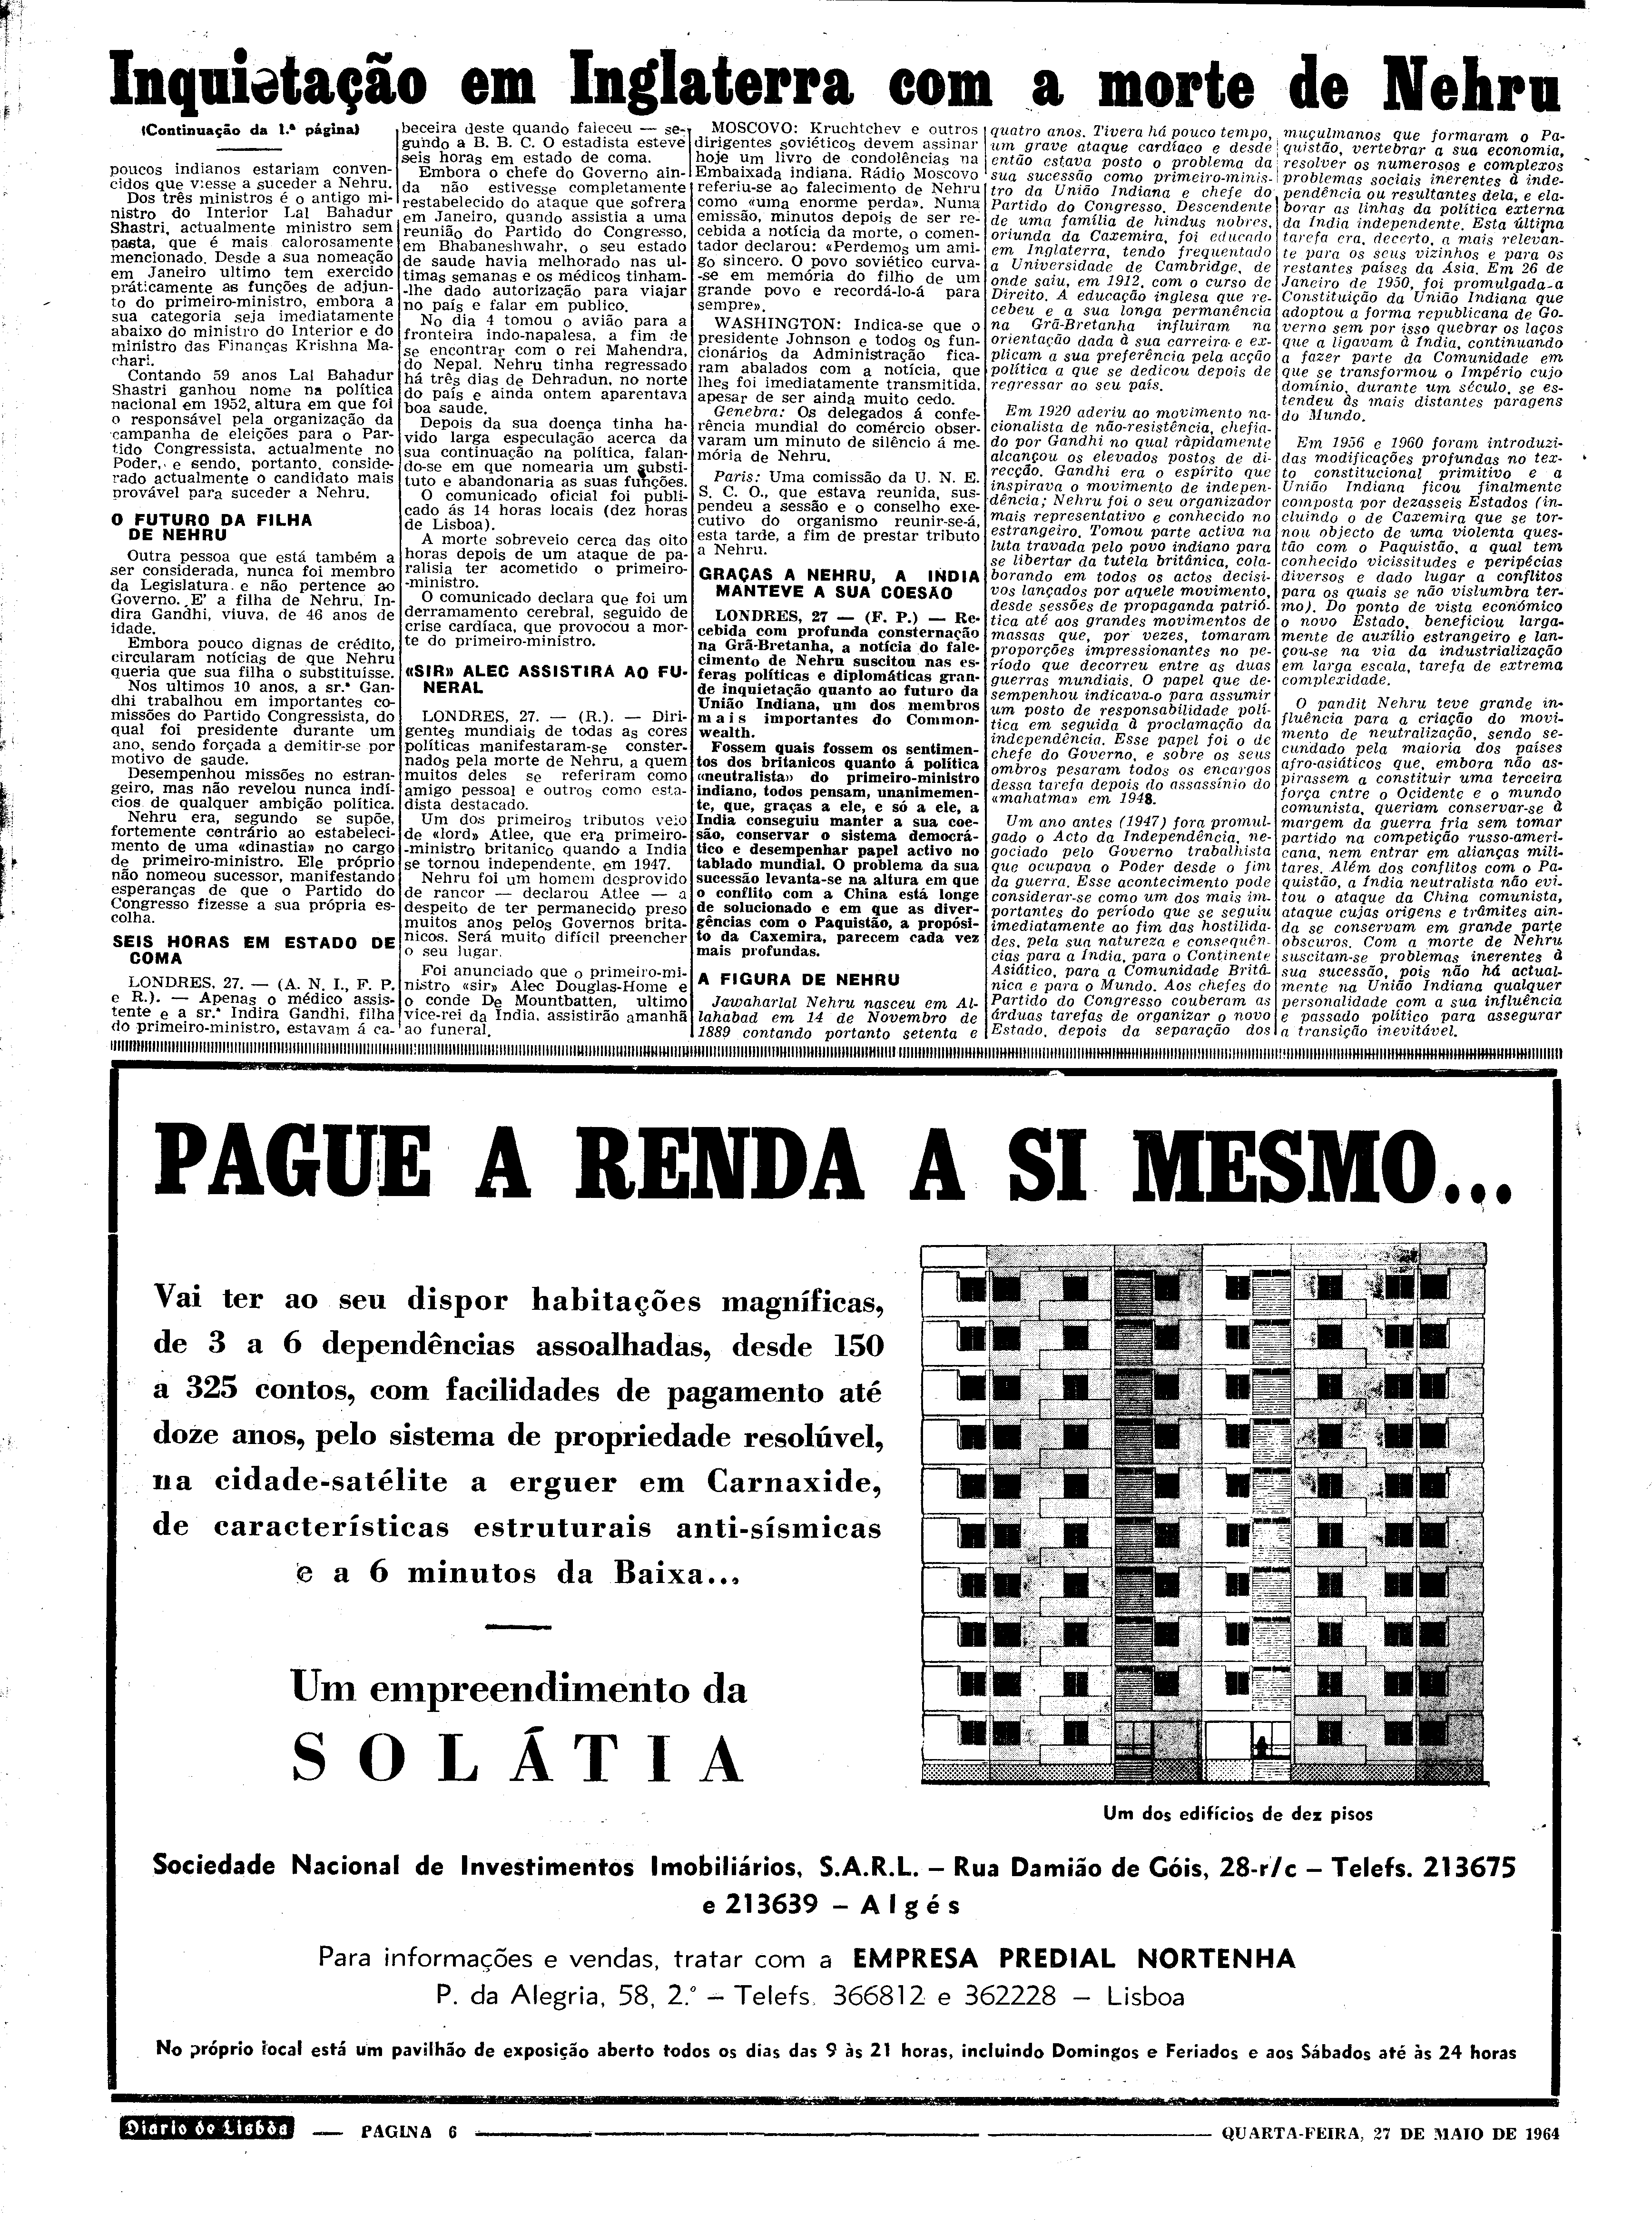 Inquietação em Inglaterra com a morte de Nehru
(Continuação da 1.ª página)
poucos indianos estariam conven-
cidos que viesse a suceder a Nehru.
Dos três ministros é o antigo mi-
nistro do Interior Lal Bahadur
Shastri, actualmente ministro sem
pasta, que é mais calorosamente
mencionado. Desde a sua nomeação
em Janeiro ultimo tem exercido
práticamente as funções de adjun-
to do primeiro-ministro, embora a
sua categoria seja imediatamente
abaixo do ministro do Interior e do
ministro das Finanças Krishna Ma-
chari.
Contando 59 anos Lal Bahadur
Shastri ganhou nome na política
nacional em 1952, altura em que foi
o responsável pela organização da
campanha de eleições para o Par-
tido Congressista, actualmente no
Poder, e sendo, portanto, conside-
rado actualmente o candidato mais
provável para suceder a Nehru.
O FUTURO DA FILHA
DE NEHRU
Outra pessoa que está também a
ser considerada, nunca foi membro
da Legislatura e não pertence ao
Governo. E' a filha de Nehru, In-
dira Gandhi, viuva, de 46 anos de
idade.
Embora pouco dignas de crédito,
circularam notícias de que Nehru
queria que sua filha o substituisse.
Nos ultimos 10 anos, a sr.ª Gan-
dhi trabalhou em importantes co-
missões do Partido Congressista, do
qual foi presidente durante um
ano, sendo forçada a demitir-se por
motivo de saude.
Desempenhou missões no estran-
geiro, mas não revelou nunca indí-
cios de qualquer ambição política.
Nehru era, segundo se supõe,
fortemente contrário ao estabeleci-
mento de uma «dinastia» no cargo
de primeiro-ministro. Ele próprio
não nomeou sucessor, manifestando
esperanças de que o Partido do
Congresso fizesse a sua própria es-
colha.
SEIS HORAS EM ESTADO DE
COMA
LONDRES, 27. — (A. N. I., F. P.
e R.). — Apenas o médico assis-
tente e a sr.ª Indira Gandhi, filha
do primeiro-ministro, estavam á ca-
beceira deste quando faleceu — se-
gundo a B. B. C. O estadista esteve
seis horas em estado de coma.
Embora o chefe do Governo ain-
da não estivesse completamente
restabelecido do ataque que sofrera
em Janeiro, quando assistia a uma
reunião do Partido do Congresso,
em Bhabaneshwahr, o seu estado
de saude havia melhorado nas ul-
timas semanas e os médicos tinham-
-lhe dado autorização para viajar
no país e falar em publico.
No dia 4 tomou o avião para a
fronteira indo-napalesa, a fim de
se encontrar com o rei Mahendra,
do Nepal. Nehru tinha regressado
há três dias de Dehradun, no norte
do país e ainda ontem aparentava
boa saude.
Depois da sua doença tinha ha-
vido larga especulação acerca da
sua continuação na política, falan-
do-se em que nomearia um substi-
tuto e abandonaria as suas funções.
O comunicado oficial foi publi-
cado ás 14 horas locais (dez horas
de Lisboa).
A morte sobreveio cerca das oito
horas depois de um ataque de pa-
ralisia ter acometido o primeiro-
-ministro.
O comunicado declara que foi um
derramamento cerebral, seguido de
crise cardíaca, que provocou a mor-
te do primeiro-ministro.
«SIR» ALEC ASSISTIRÁ AO FU-
NERAL
LONDRES, 27. — (R.). — Diri-
gentes mundiais de todas as cores
políticas manifestaram-se conster-
nados pela morte de Nehru, a quem
muitos deles se referiram como
amigo pessoal e outros como esta-
dista destacado.
Um dos primeiros tributos veio
de «lord» Atlee, que era primeiro-
-ministro britanico quando a India
se tornou independente, em 1947.
Nehru foi um homem desprovido
de rancor — declarou Atlee — a
despeito de ter permanecido preso
muitos anos pelos Governos brita-
nicos. Será muito difícil preencher
o seu lugar.
Foi anunciado que o primeiro-mi-
nistro «sir» Alec Douglas-Home e
o conde De Mountbatten, ultimo
vice-rei da India, assistirão amanhã
ao funeral.
MOSCOVO: Kruchtchev e outros
dirigentes soviéticos devem assinar
hoje um livro de condolências na
Embaixada indiana. Rádio Moscovo
referiu-se ao falecimento de Nehru
como «uma enorme perda». Numa
emissão, minutos depois de ser re-
cebida a notícia da morte, o comen-
tador declarou: «Perdemos um ami-
go sincero. O povo soviético curva-
-se em memória do filho de um
grande povo e recordá-lo-á para
sempre».
WASHINGTON: Indica-se que o
presidente Johnson e todos os fun-
cionários da Administração fica-
ram abalados com a notícia, que
lhes foi imediatamente transmitida,
apesar de ser ainda muito cedo.
Genebra: Os delegados á confe-
rência mundial do comércio obser-
varam um minuto de silêncio á me-
mória de Nehru.
Paris: Uma comissão da U. N. E.
S. C. O., que estava reunida, sus-
pendeu a sessão e o conselho exe-
cutivo do organismo reunir-se-á,
esta tarde, a fim de prestar tributo
a Nehru.
GRAÇAS A NEHRU, A INDIA
MANTEVE A SUA COESÃO
LONDRES, 27 — (F. P.) — Re-
cebida com profunda consternação
na Grã-Bretanha, a notícia do fale-
cimento de Nehru suscitou nas es-
feras políticas e diplomáticas gran-
de inquietação quanto ao futuro da
União Indiana, um dos membros
mais importantes do Common-
wealth.
Fossem quais fossem os sentimen-
tos dos britanicos quanto á política
«neutralista» do primeiro-ministro
indiano, todos pensam, unanimemen-
te, que, graças a ele, e só a ele, a
India conseguiu manter a sua coe-
são, conservar o sistema democrá-
tico e desempenhar papel activo no
tablado mundial. O problema da sua
sucessão levanta-se na altura em que
o conflito com a China está longe
de solucionado e em que as diver-
gências com o Paquistão, a propósi-
to da Caxemira, parecem cada vez
mais profundas.
A FIGURA DE NEHRU
Jawaharlal Nehru nasceu em Al-
lahabad em 14 de Novembro de
1889 contando portanto setenta e
quatro anos. Tivera há pouco tempo,
um grave ataque cardíaco e desde
então estava posto o problema da
sua sucessão como primeiro-minis-
tro da União Indiana e chefe do
Partido do Congresso. Descendente
de uma família de hindus nobres,
oriunda da Caxemira, foi educado
em Inglaterra, tendo frequentado
a Universidade de Cambridge, de
onde saiu, em 1912, com o curso de
Direito. A educação inglesa que re-
cebeu e a sua longa permanência
na Grã-Bretanha influiram na
orientação dada à sua carreira e ex-
plicam a sua preferência pela acção
política a que se dedicou depois de
regressar ao seu país.
Em 1920 aderiu ao movimento na-
cionalista de não-resistência, chefia-
do por Gandhi no qual ràpidamente
alcançou os elevados postos de di-
recção. Gandhi era o espírito que
inspirava o movimento de indepen-
dência; Nehru foi o seu organizador
mais representativo e conhecido no
estrangeiro. Tomou parte activa na
luta travada pelo povo indiano para
se libertar da tutela britânica, cola-
borando em todos os actos decisi-
vos lançados por aquele movimento,
desde sessões de propaganda patrió-
tica até aos grandes movimentos de
massas que, por vezes, tomaram
proporções impressionantes no pe-
ríodo que decorreu entre as duas
guerras mundiais. O papel que de-
sempenhou indicava-o para assumir
um posto de responsabilidade polí-
tica em seguida à proclamação da
independência. Esse papel foi o de
chefe do Governo, e sobre os seus
ombros pesaram todos os encargos
dessa tarefa depois do assassínio do
«mahatma» em 1948.
Um ano antes (1947) fora promul-
gado o Acto da Independência, ne-
gociado pelo Governo trabalhista
que ocupava o Poder desde o fim
da guerra. Esse acontecimento pode
considerar-se como um dos mais im-
portantes do período que se seguiu
imediatamente ao fim das hostilida-
des, pela sua natureza e consequên-
cias para a Índia, para o Continente
Asiático, para a Comunidade Britâ-
nica e para o Mundo. Aos chefes do
Partido do Congresso couberam as
árduas tarefas de organizar o novo
Estado, depois da separação dos
muçulmanos que formaram o Pa-
quistão, vertebrar a sua economia,
resolver os numerosos e complexos
problemas sociais inerentes à inde-
pendência ou resultantes dela, e ela-
borar as linhas da política externa
da Índia independente. Esta última
tarefa era, decerto, a mais relevan-
te para os seus vizinhos e para os
restantes países da Ásia. Em 26 de
Janeiro de 1950, foi promulgada a
Constituição da União Indiana que
adoptou a forma republicana de Go-
verno sem por isso quebrar os laços
que a ligavam à Índia, continuando
a fazer parte da Comunidade em
que se transformou o Império cujo
domínio, durante um século, se es-
tendeu às mais distantes paragens
do Mundo.
Em 1956 e 1960 foram introduzi-
das modificações profundas no tex-
to constitucional primitivo e a
União Indiana ficou finalmente
composta por dezasseis Estados (in-
cluindo o de Caxemira que se tor-
nou objecto de uma violenta ques-
tão com o Paquistão, a qual tem
conhecido vicissitudes e peripécias
diversos e dado lugar a conflitos
para os quais se não vislumbra ter-
mo). Do ponto de vista económico
o novo Estado, beneficiou larga-
mente de auxílio estrangeiro e lan-
çou-se na via da industrialização
em larga escala, tarefa de extrema
complexidade.
O pandit Nehru teve grande in-
fluência para a criação do movi-
mento de neutralização, sendo se-
cundado pela maioria dos países
afro-asiáticos que, embora não as-
pirassem a constituir uma terceira
força entre o Ocidente e o mundo
comunista, queriam conservar-se à
margem da guerra fria sem tomar
partido na competição russo-ameri-
cana, nem entrar em alianças mili-
tares. Além dos conflitos com o Pa-
quistão, a Índia neutralista não evi-
tou o ataque da China comunista,
ataque cujas origens e trâmites ain-
da se conservam em grande parte
obscuros. Com a morte de Nehru
suscitam-se problemas inerentes à
sua sucessão, pois não há actual-
mente na União Indiana qualquer
personalidade com a sua influência
e passado político para assegurar
a transição inevitável.
PAGUE A RENDA A SI MESMO...
Vai ter ao seu dispor habitações magníficas,
de 3 a 6 dependências assoalhadas, desde 150
a 325 contos, com facilidades de pagamento até
doze anos, pelo sistema de propriedade resolúvel,
na cidade-satélite a erguer em Carnaxide,
de características estruturais anti-sísmicas
e a 6 minutos da Baixa...
Um empreendimento da
SOLÁTIA
Um dos edifícios de dez pisos
Sociedade Nacional de Investimentos Imobiliários, S.A.R.L. – Rua Damião de Góis, 28-r/c – Telefs. 213675
e 213639 – Algés
Para informações e vendas, tratar com a EMPRESA PREDIAL NORTENHA
P. da Alegria, 58, 2.º – Telefs. 366812 e 362228 – Lisboa
No próprio local está um pavilhão de exposição aberto todos os dias das 9 às 21 horas, incluindo Domingos e Feriados e aos Sábados até às 24 horas
Diário de Lisbôa — PAGINA 6 — QUARTA-FEIRA, 27 DE MAIO DE 1964